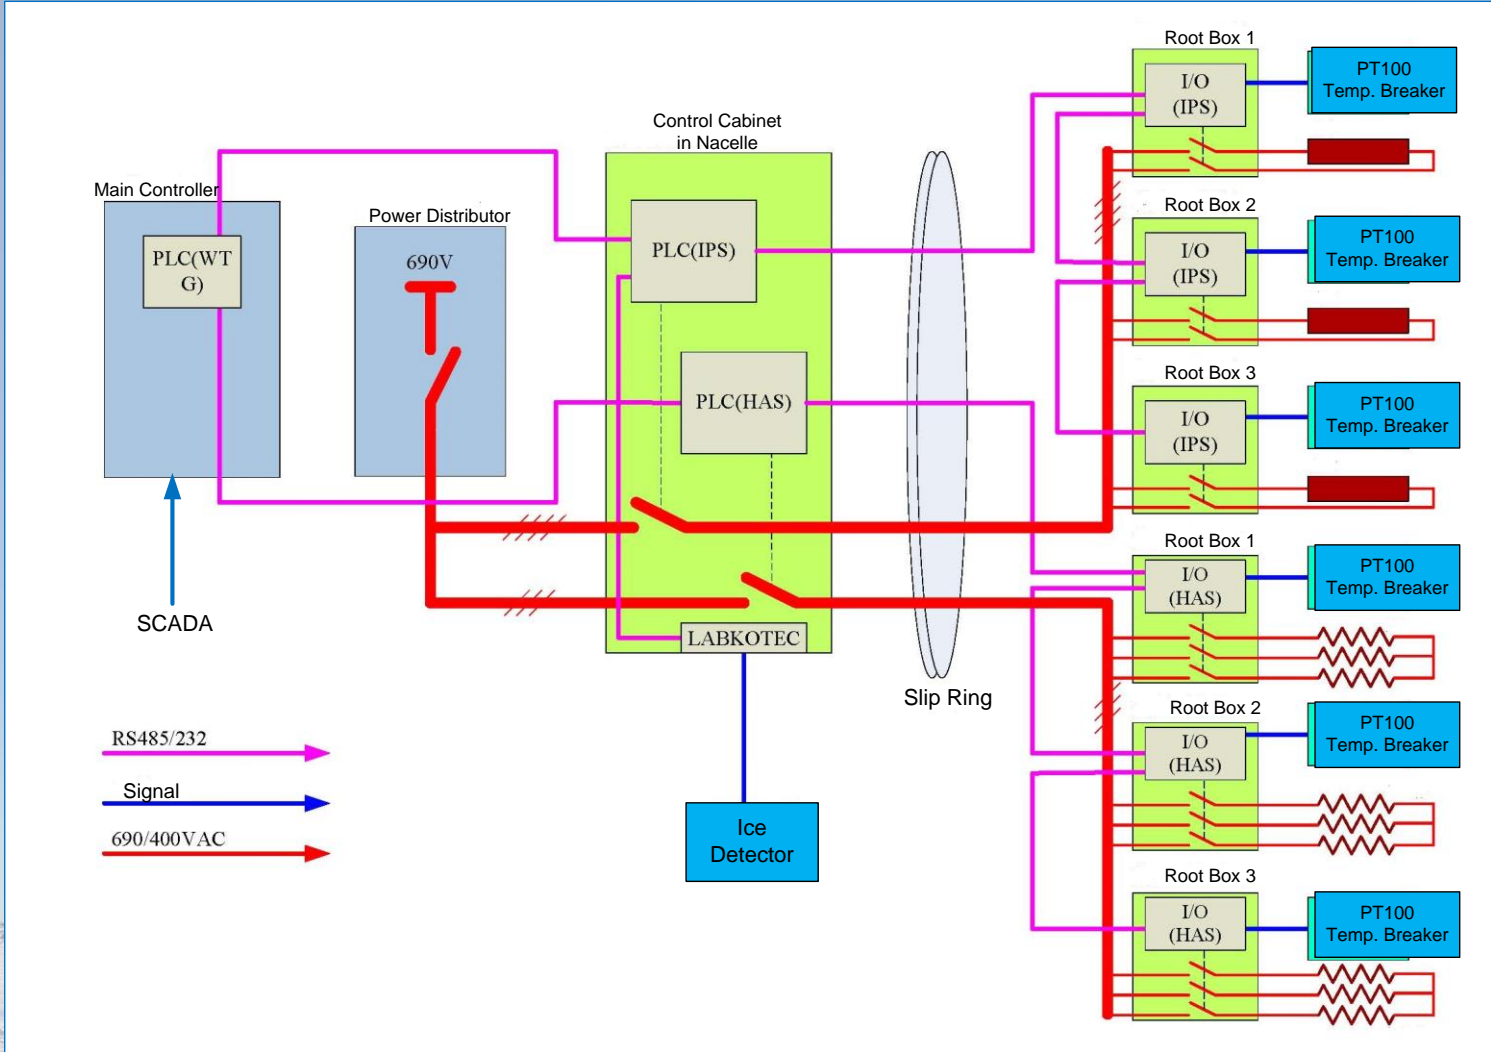 Main Controller
PLC(WT
G)
SCADA
Power Distributor
690V
Control Cabinet
in Nacelle
PLC(IPS)
PLC(HAS)
LABKOTEC
Ice
Detector
Slip Ring
RS485/232
Signal
690/400VAC
Root Box 1
I/O
(IPS)
PT100
Temp. Breaker
Root Box 2
I/O
(IPS)
PT100
Temp. Breaker
Root Box 3
I/O
(IPS)
PT100
Temp. Breaker
Root Box 1
I/O
(HAS)
PT100
Temp. Breaker
Root Box 2
I/O
(HAS)
PT100
Temp. Breaker
Root Box 3
I/O
(HAS)
PT100
Temp. Breaker